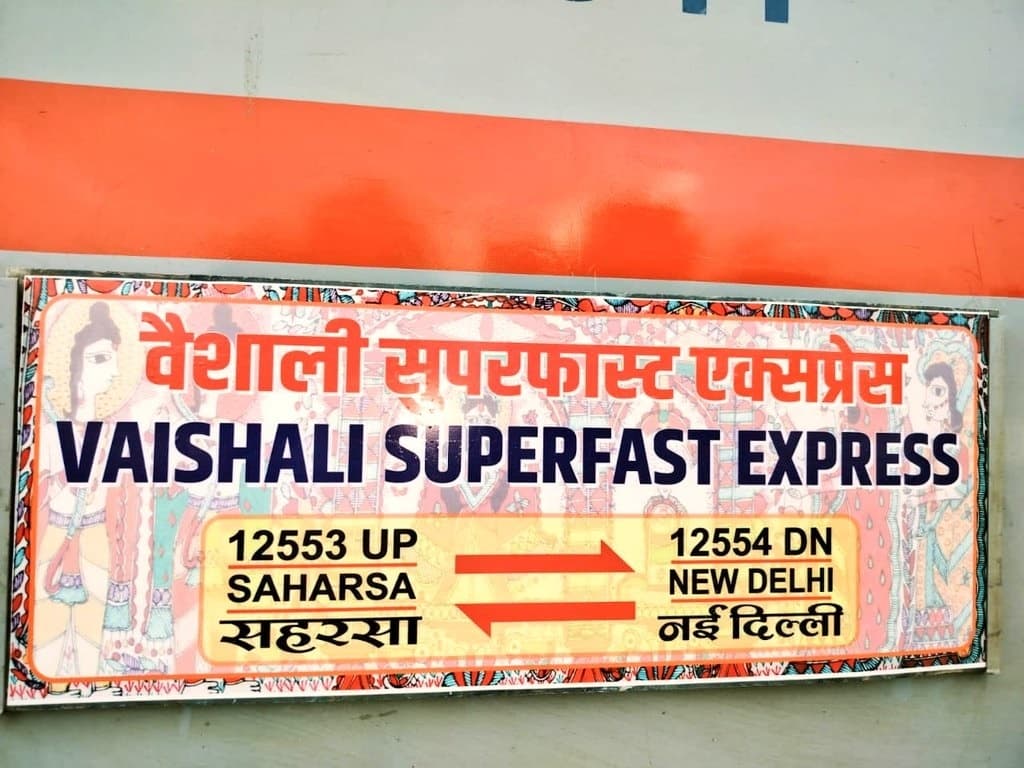 वैशाली सुपरफास्ट एक्सप्रेस
VAISHALI SUPERFAST EXPRESS
12553 UP
SAHARSA
सहरसा
12554 DN
NEW DELHI
नई दिल्ली